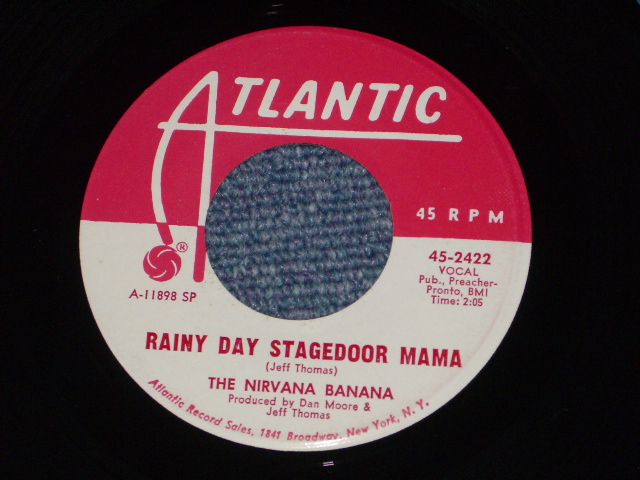 ATLANTIC
45 RPM
®
A-11898 SP
45-2422
VOCAL
Pub., Preacher-
Pronto, BMI
Time: 2:05
RAINY DAY STAGEDOOR MAMA
(Jeff Thomas)
THE NIRVANA BANANA
Produced by Dan Moore &
Jeff Thomas
Atlantic Record Sales, 1841 Broadway, New York, N. Y.